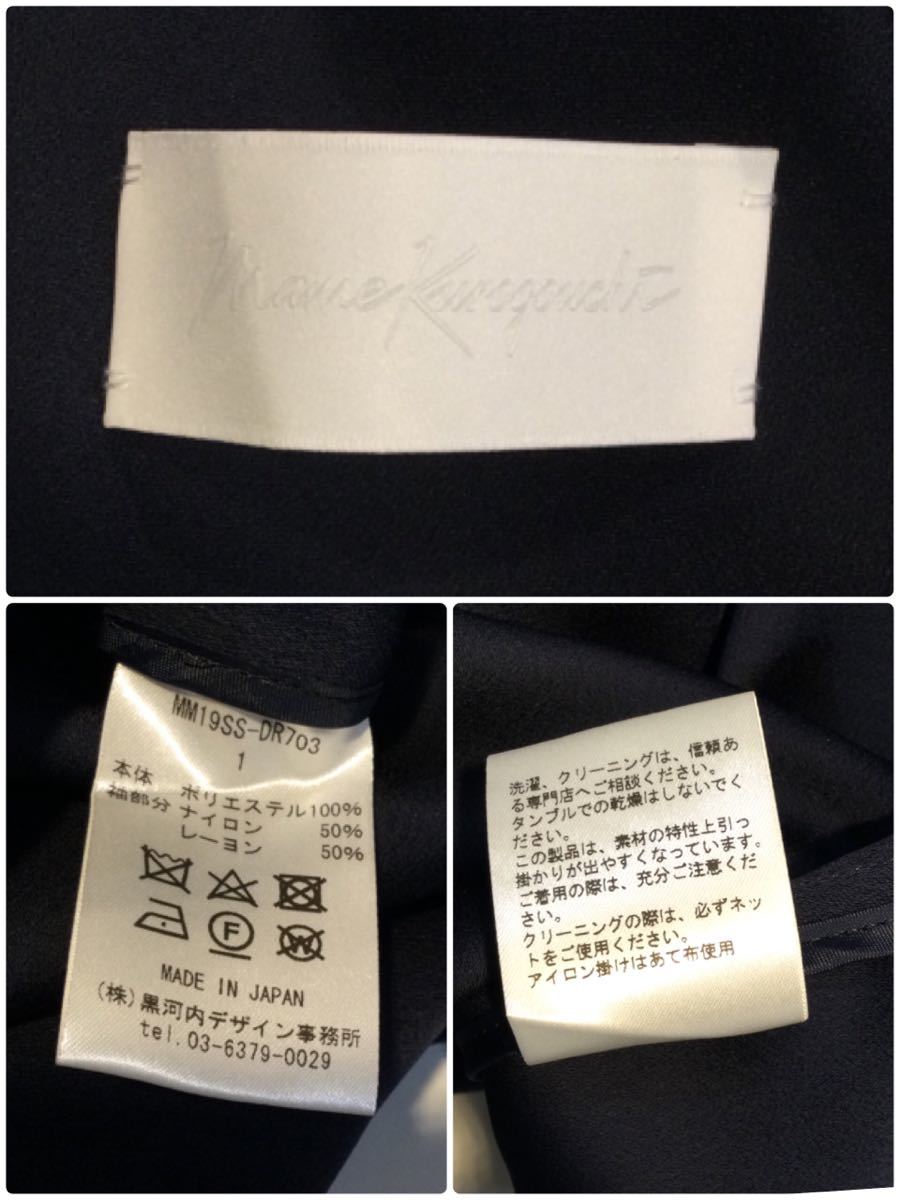 Mame Kurogouchi
MM19SS-DR703
1
本体 ポリエステル100%
袖部分 ナイロン 50%
レーヨン 50%
F
W
MADE IN JAPAN
(株)黒河内デザイン事務所
tel.03-6379-0029
洗濯、クリーニングは、信頼あ
る専門店へご相談ください。
タンブルでの乾燥はしないでく
ださい。
この製品は、素材の特性上引っ
掛かりが出やすくなっています。
ご着用の際は、充分ご注意くだ
さい。
クリーニングの際は、必ずネッ
トをご使用ください。
アイロン掛けはあて布使用